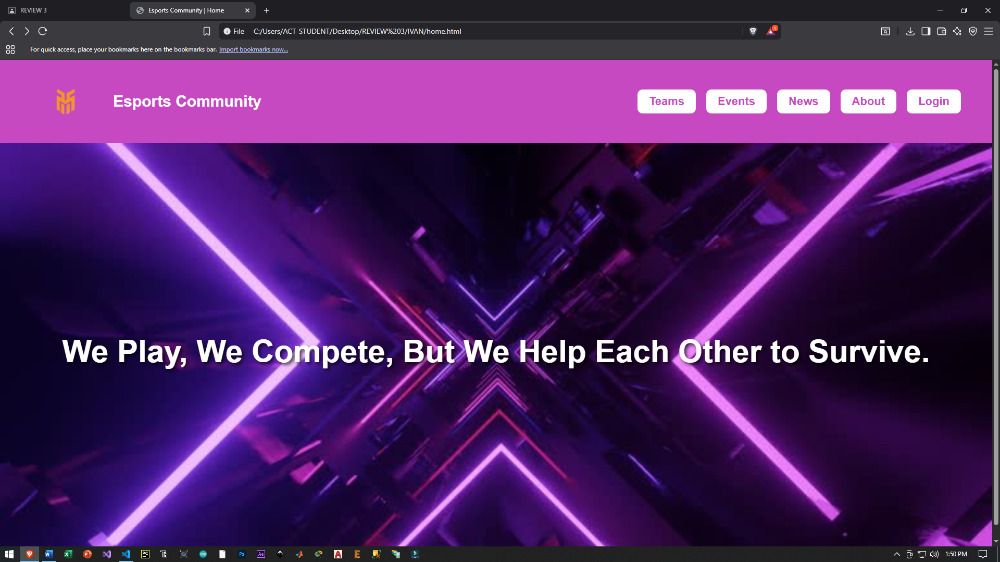 REVIEW 3
Esports Community | Home
File C:/Users/ACT-STUDENT/Desktop/REVIEW%203/IVAN/home.html
1
For quick access, place your bookmarks here on the bookmarks bar. Import bookmarks now...
Esports Community
Teams Events News About Login
We Play, We Compete, But We Help Each Other to Survive.
1:50 PM